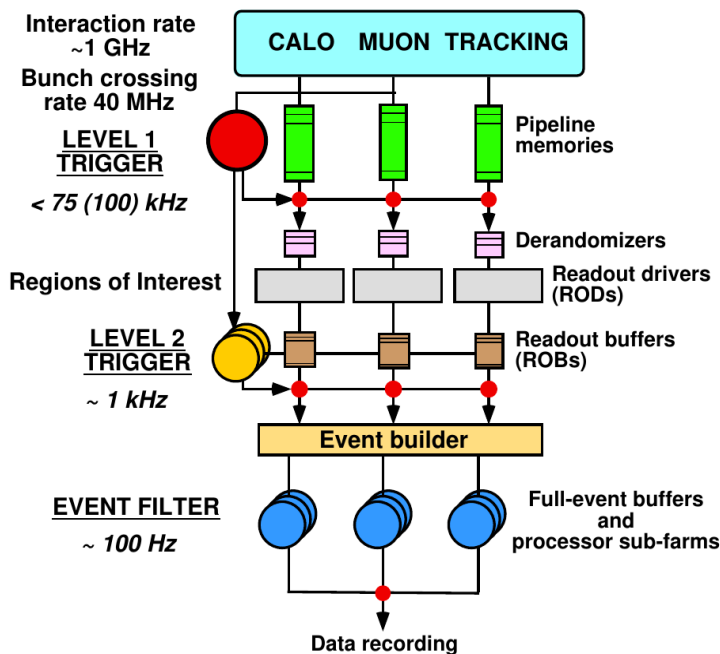 Interaction rate
~1 GHz
CALO MUON TRACKING
Bunch crossing
rate 40 MHz
LEVEL 1
TRIGGER
< 75 (100) kHz
Pipeline
memories
Derandomizers
Regions of Interest
Readout drivers
(RODs)
LEVEL 2
TRIGGER
~ 1 kHz
Readout buffers
(ROBs)
Event builder
EVENT FILTER
~ 100 Hz
Full-event buffers
and
processor sub-farms
Data recording